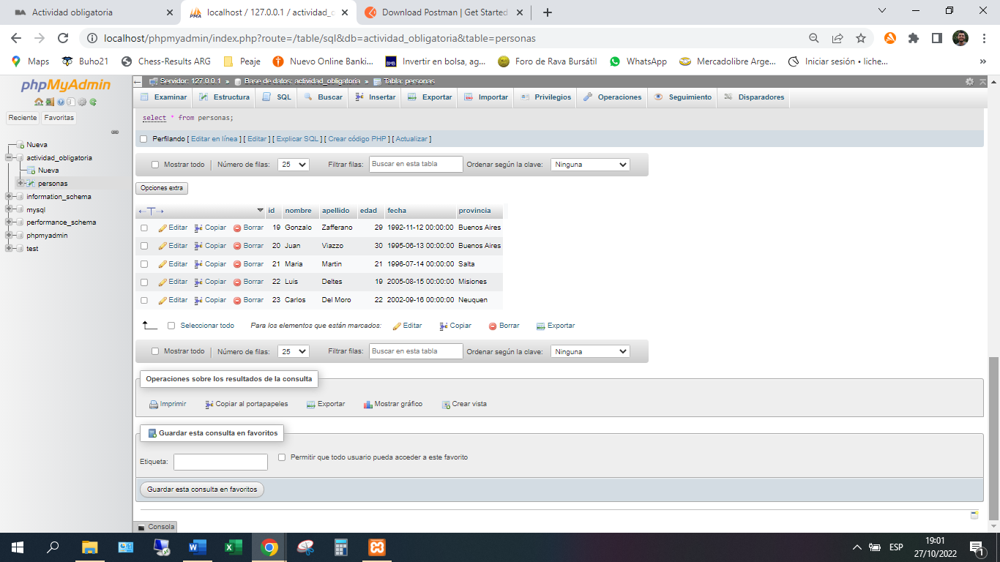 Actividad obligatoria
localhost / 127.0.0.1 / actividad_o
Download Postman | Get Started
localhost/phpmyadmin/index.php?route=/table/sql&db=actividad_obligatoria&table=personas
Maps Buho21 Chess-Results ARG Peaje Nuevo Online Banki... Invertir en bolsa, ag... Foro de Rava Bursátil WhatsApp Mercadolibre Arge... Iniciar sesión • liche... »
phpMyAdmin
Reciente Favoritas
Nueva
actividad_obligatoria
Nueva
personas
information_schema
mysql
performance_schema
phpmyadmin
test
Servidor: 127.0.0.1 » Base de datos: actividad_obligatoria » Tabla: personas
Examinar Estructura SQL Buscar Insertar Exportar Importar Privilegios Operaciones Seguimiento Disparadores
select * from personas;
Perfilando [ Editar en línea ] [ Editar ] [ Explicar SQL ] [ Crear código PHP ] [ Actualizar ]
Mostrar todo | Número de filas: 25 Filtrar filas: Buscar en esta tabla Ordenar según la clave: Ninguna
Opciones extra
←T→ id nombre apellido edad fecha provincia
Editar Copiar Borrar 19 Gonzalo Zafferano 29 1992-11-12 00:00:00 Buenos Aires
Editar Copiar Borrar 20 Juan Viazzo 30 1995-06-13 00:00:00 Buenos Aires
Editar Copiar Borrar 21 Maria Martin 21 1996-07-14 00:00:00 Salta
Editar Copiar Borrar 22 Luis Deltes 19 2005-08-15 00:00:00 Misiones
Editar Copiar Borrar 23 Carlos Del Moro 22 2002-09-16 00:00:00 Neuquen
Seleccionar todo Para los elementos que están marcados: Editar Copiar Borrar Exportar
Mostrar todo | Número de filas: 25 Filtrar filas: Buscar en esta tabla Ordenar según la clave: Ninguna
Operaciones sobre los resultados de la consulta
Imprimir Copiar al portapapeles Exportar Mostrar gráfico Crear vista
Guardar esta consulta en favoritos
Etiqueta: Permitir que todo usuario pueda acceder a este favorito
Guardar esta consulta en favoritos
Consola
ESP
19:01
27/10/2022
1